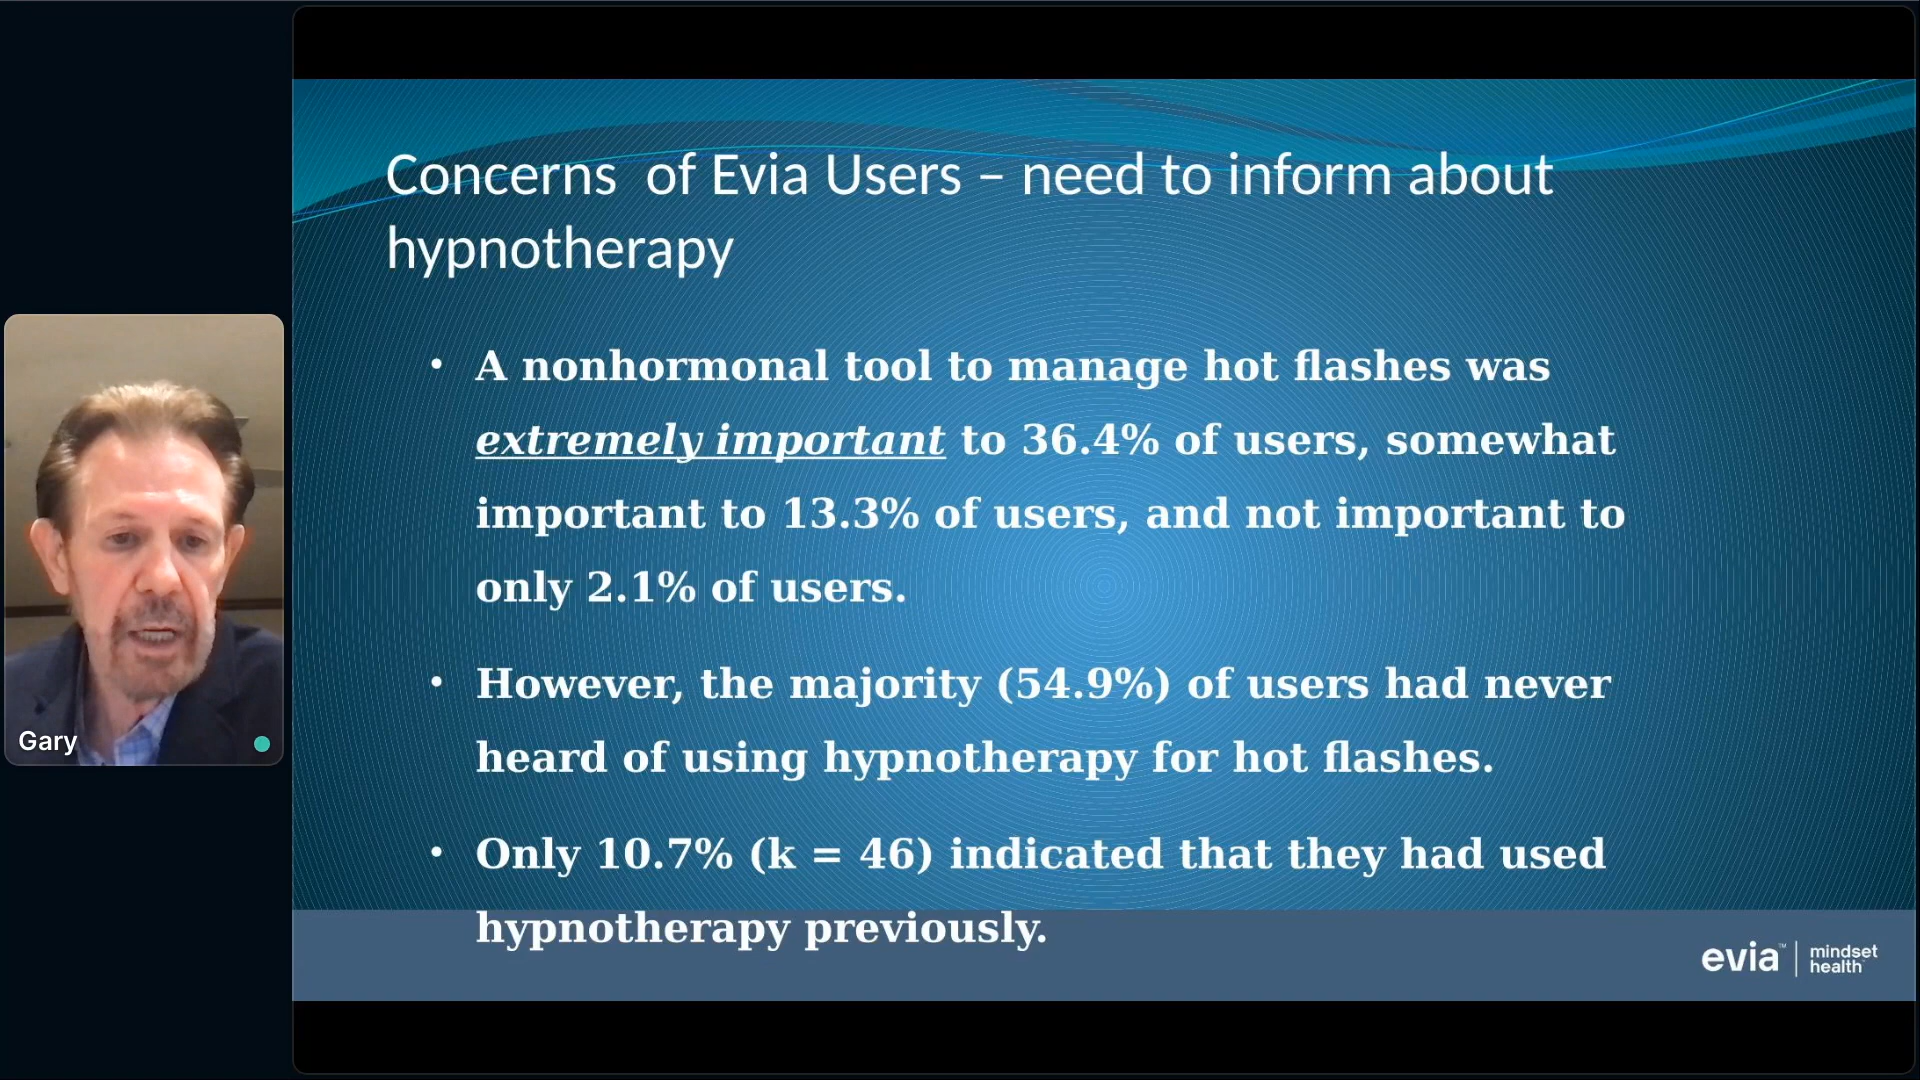 Concerns  of Evia Users – need to inform about
hypnotherapy
• A nonhormonal tool to manage hot flashes was
extremely important to 36.4% of users, somewhat
important to 13.3% of users, and not important to
only 2.1% of users.
• However, the majority (54.9%) of users had never
heard of using hypnotherapy for hot flashes.
• Only 10.7% (k = 46) indicated that they had used
hypnotherapy previously.
Gary
evia™ | mindset
health